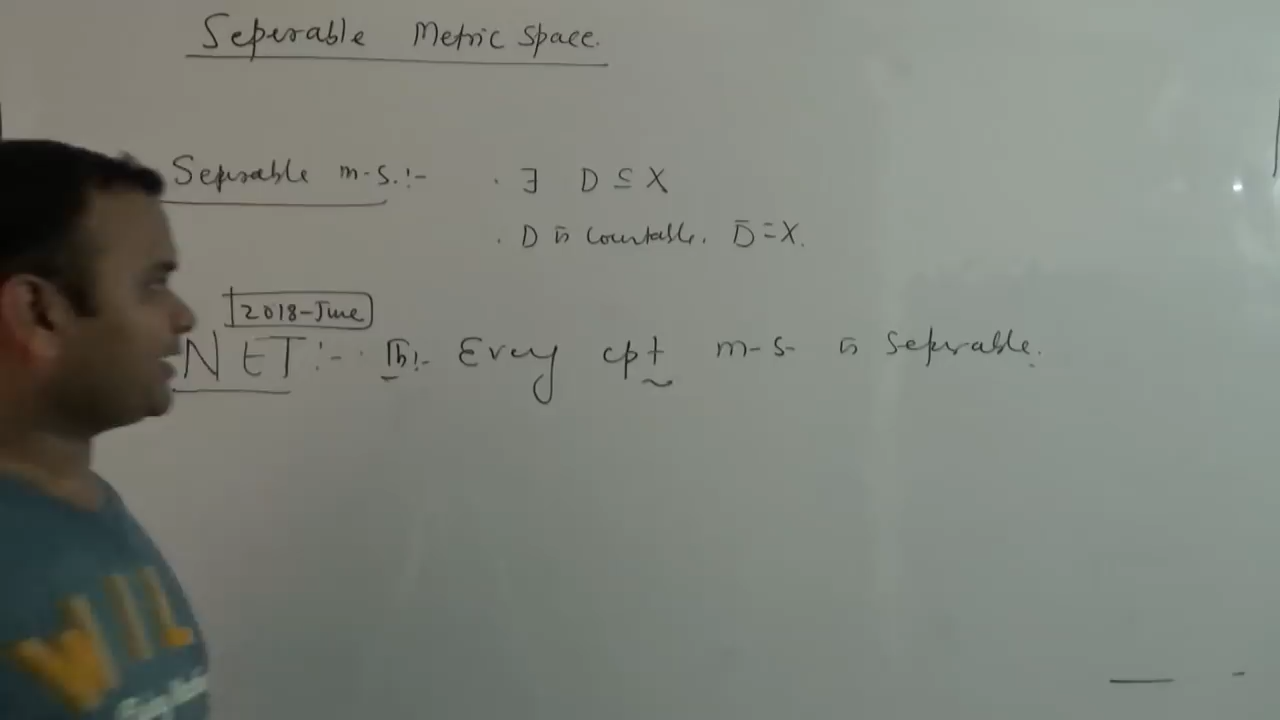 Seperable Metric Space.
Seperable m-s.:- . ∃ D ⊆ X
. D is countable. D̄ = X.
2018-June
NET:- . Th:- Every cpt m-s- is seperable.